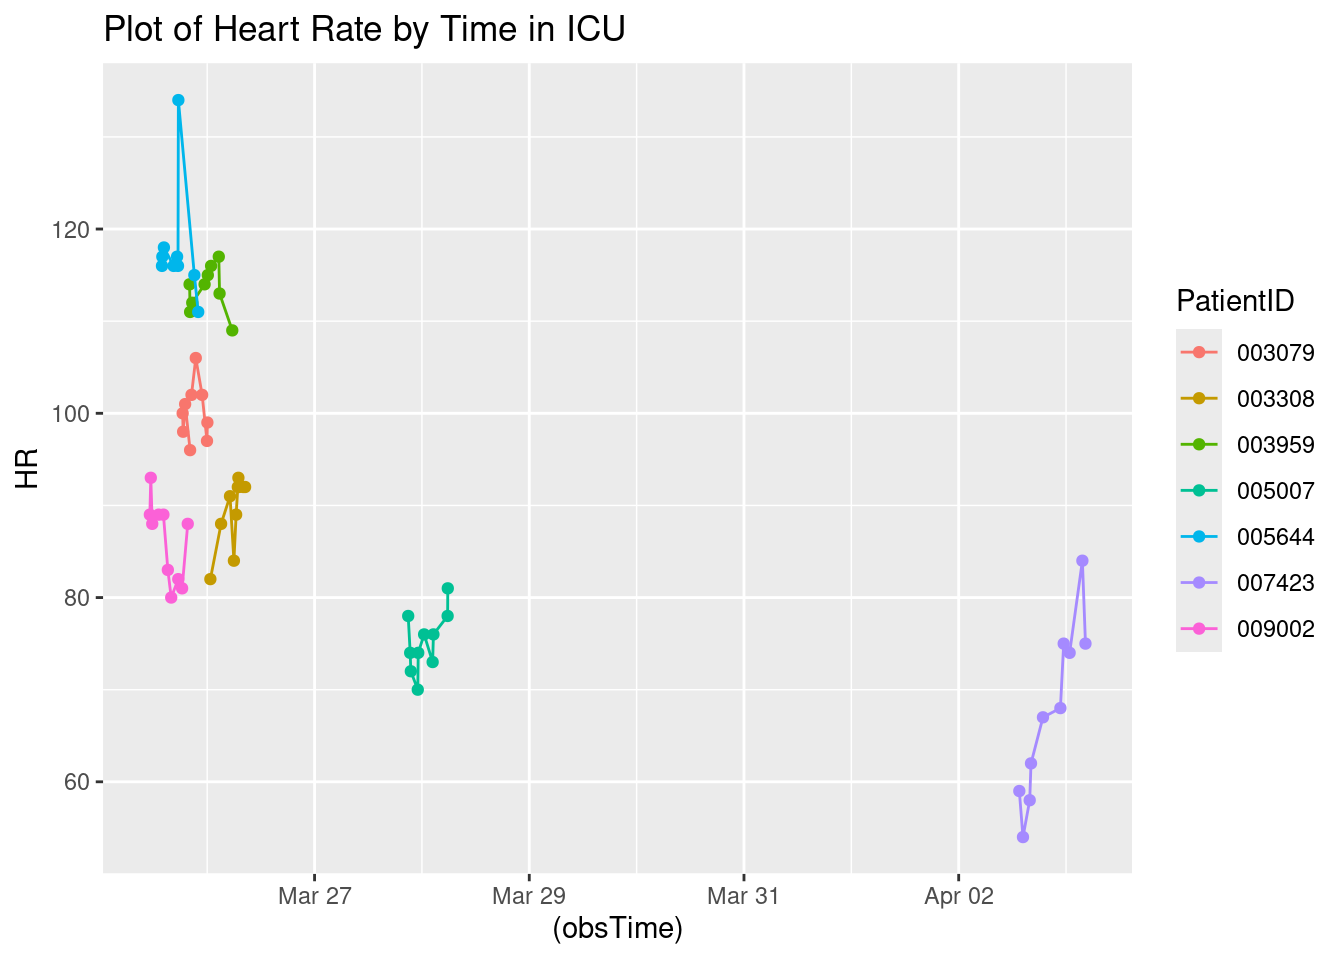 Plot of Heart Rate by Time in ICU
120
100
80
60
HR
Mar 27
Mar 29
Mar 31
Apr 02
(obsTime)
PatientID
003079
003308
003959
005007
005644
007423
009002